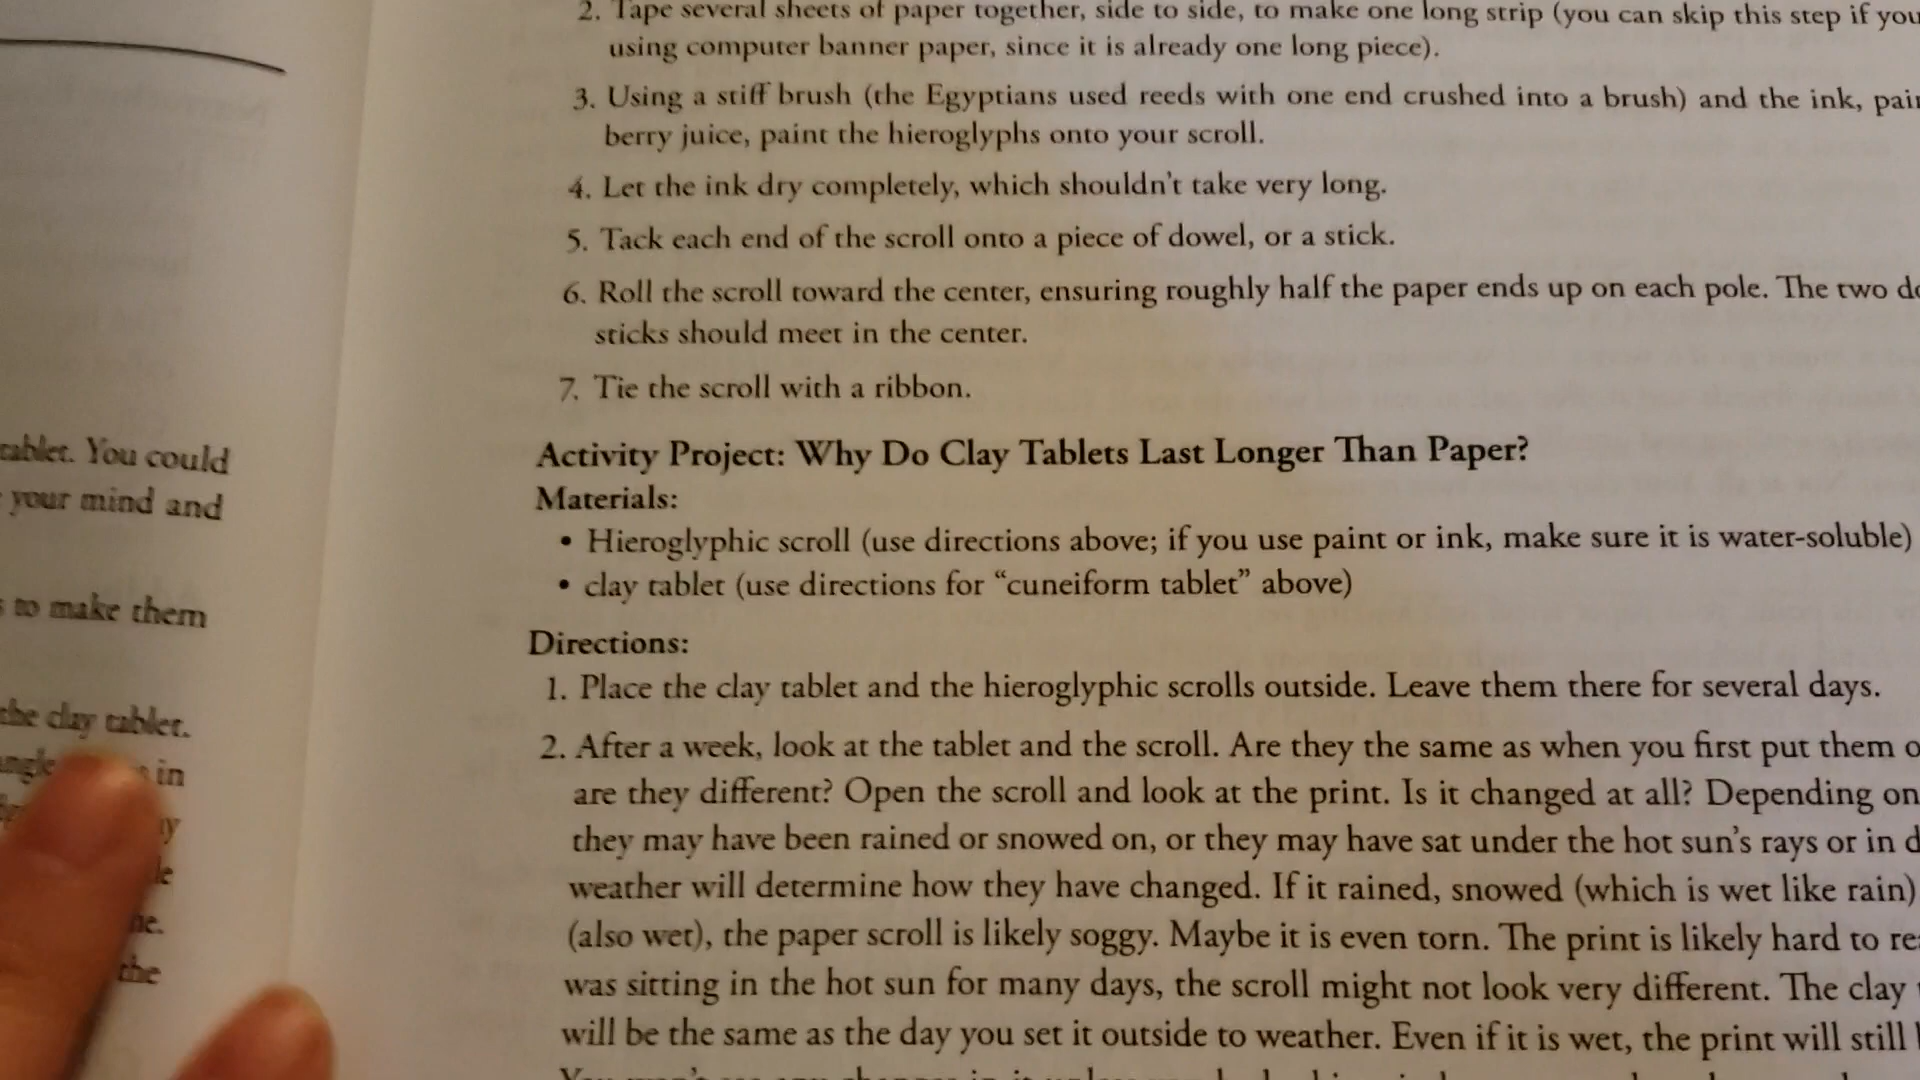 tablet. You could
your mind and
to make them
the clay tablet.
in
the
2. Tape several sheets of paper together, side to side, to make one long strip (you can skip this step if you
using computer banner paper, since it is already one long piece).
3. Using a stiff brush (the Egyptians used reeds with one end crushed into a brush) and the ink,
berry juice, paint the hieroglyphs onto your scroll.
4. Let the ink dry completely, which shouldn't take very long.
5. Tack each end of the scroll onto a piece of dowel, or a stick.
6. Roll the scroll toward the center, ensuring roughly half the paper ends up on each pole. The two
sticks should meet in the center.
7. Tie the scroll with a ribbon.
Activity Project: Why Do Clay Tablets Last Longer Than Paper?
Materials:
• Hieroglyphic scroll (use directions above; if you use paint or ink, make sure it is water-soluble)
• clay tablet (use directions for “cuneiform tablet” above)
Directions:
1. Place the clay tablet and the hieroglyphic scrolls outside. Leave them there for several days.
2. After a week, look at the tablet and the scroll. Are they the same as when you first put them
are they different? Open the scroll and look at the print. Is it changed at all? Depending on
they may have been rained or snowed on, or they may have sat under the hot sun's rays or in
weather will determine how they have changed. If it rained, snowed (which is wet like rain)
(also wet), the paper scroll is likely soggy. Maybe it is even torn. The print is likely hard to
was sitting in the hot sun for many days, the scroll might not look very different. The clay
will be the same as the day you set it outside to weather. Even if it is wet, the print will still